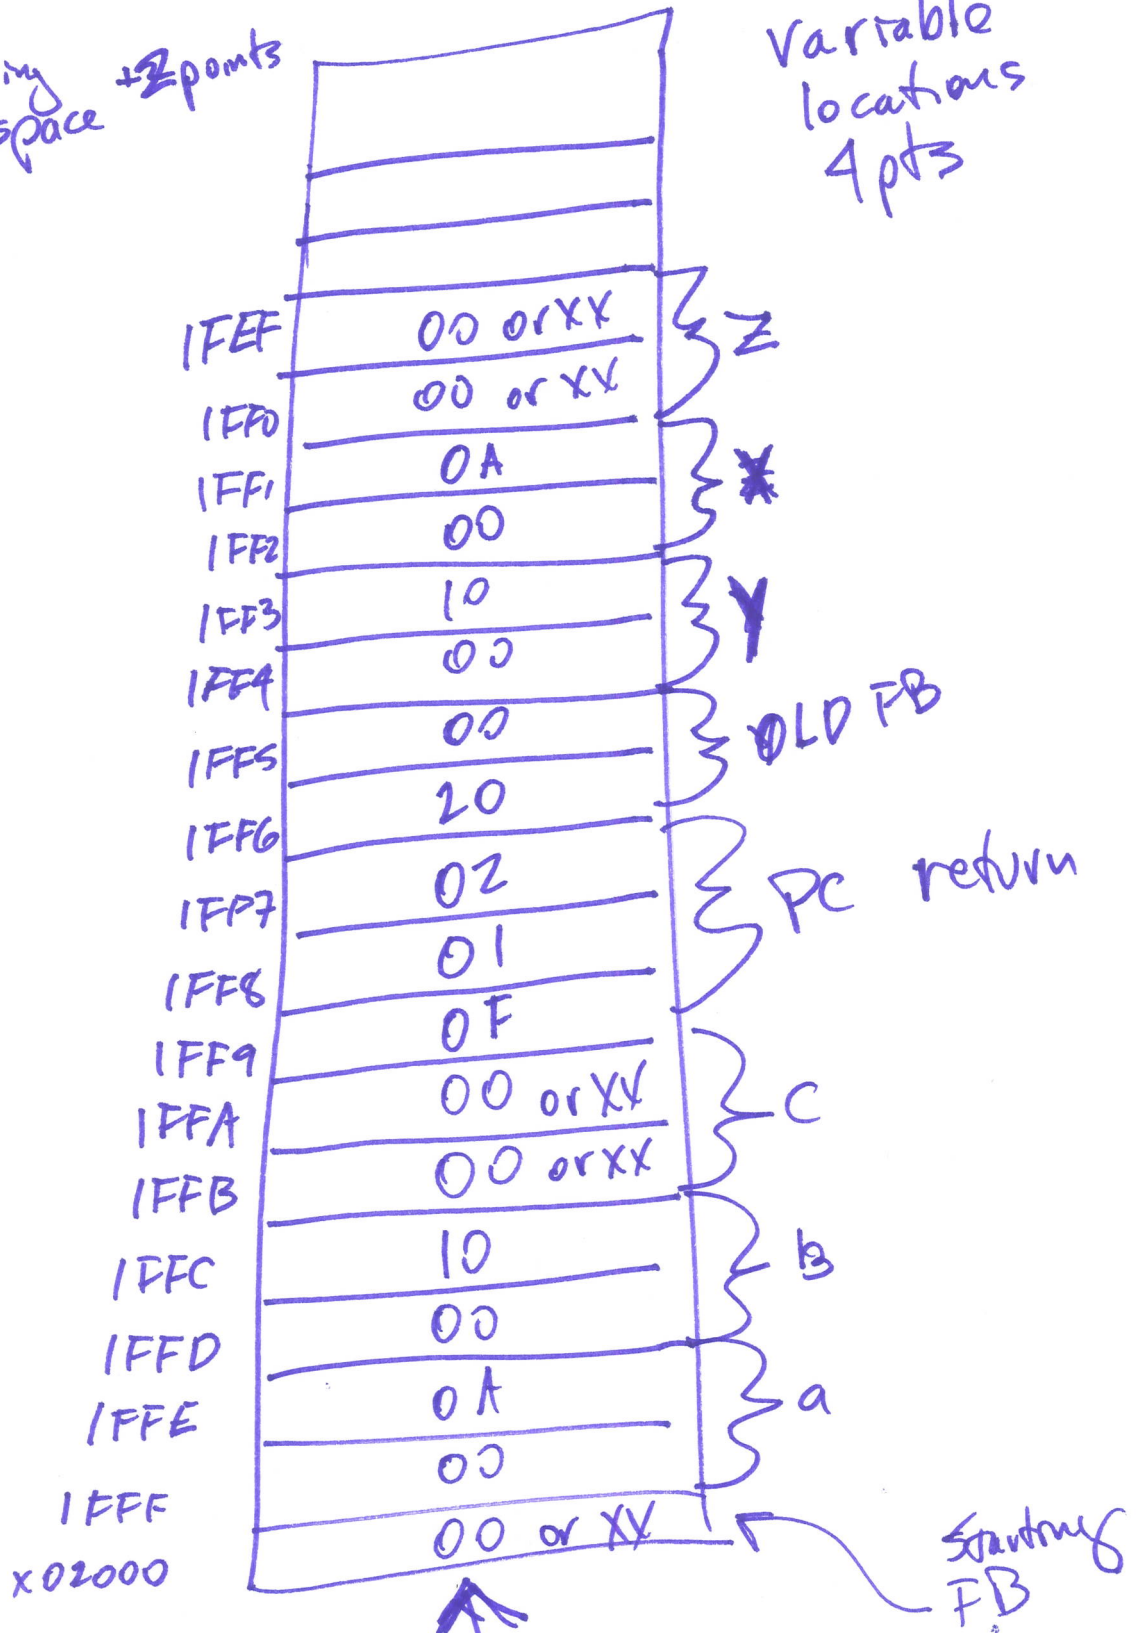 ing
space
+2points
Variable
locations
4pts
1FEF 00 or XX
Z
1FF0 00 or XX
1FF1 0A
X
1FF2 00
1FF3 10
Y
1FF4 00
1FF5 00
OLD FB
1FF6 20
1FF7 02
PC return
1FF8 01
1FF9 0F
1FFA 00 or XX
C
1FFB 00 or XX
1FFC 10
b
1FFD 00
1FFE 0A
a
1FFF 00
x02000 00 or XX
Starting
FB